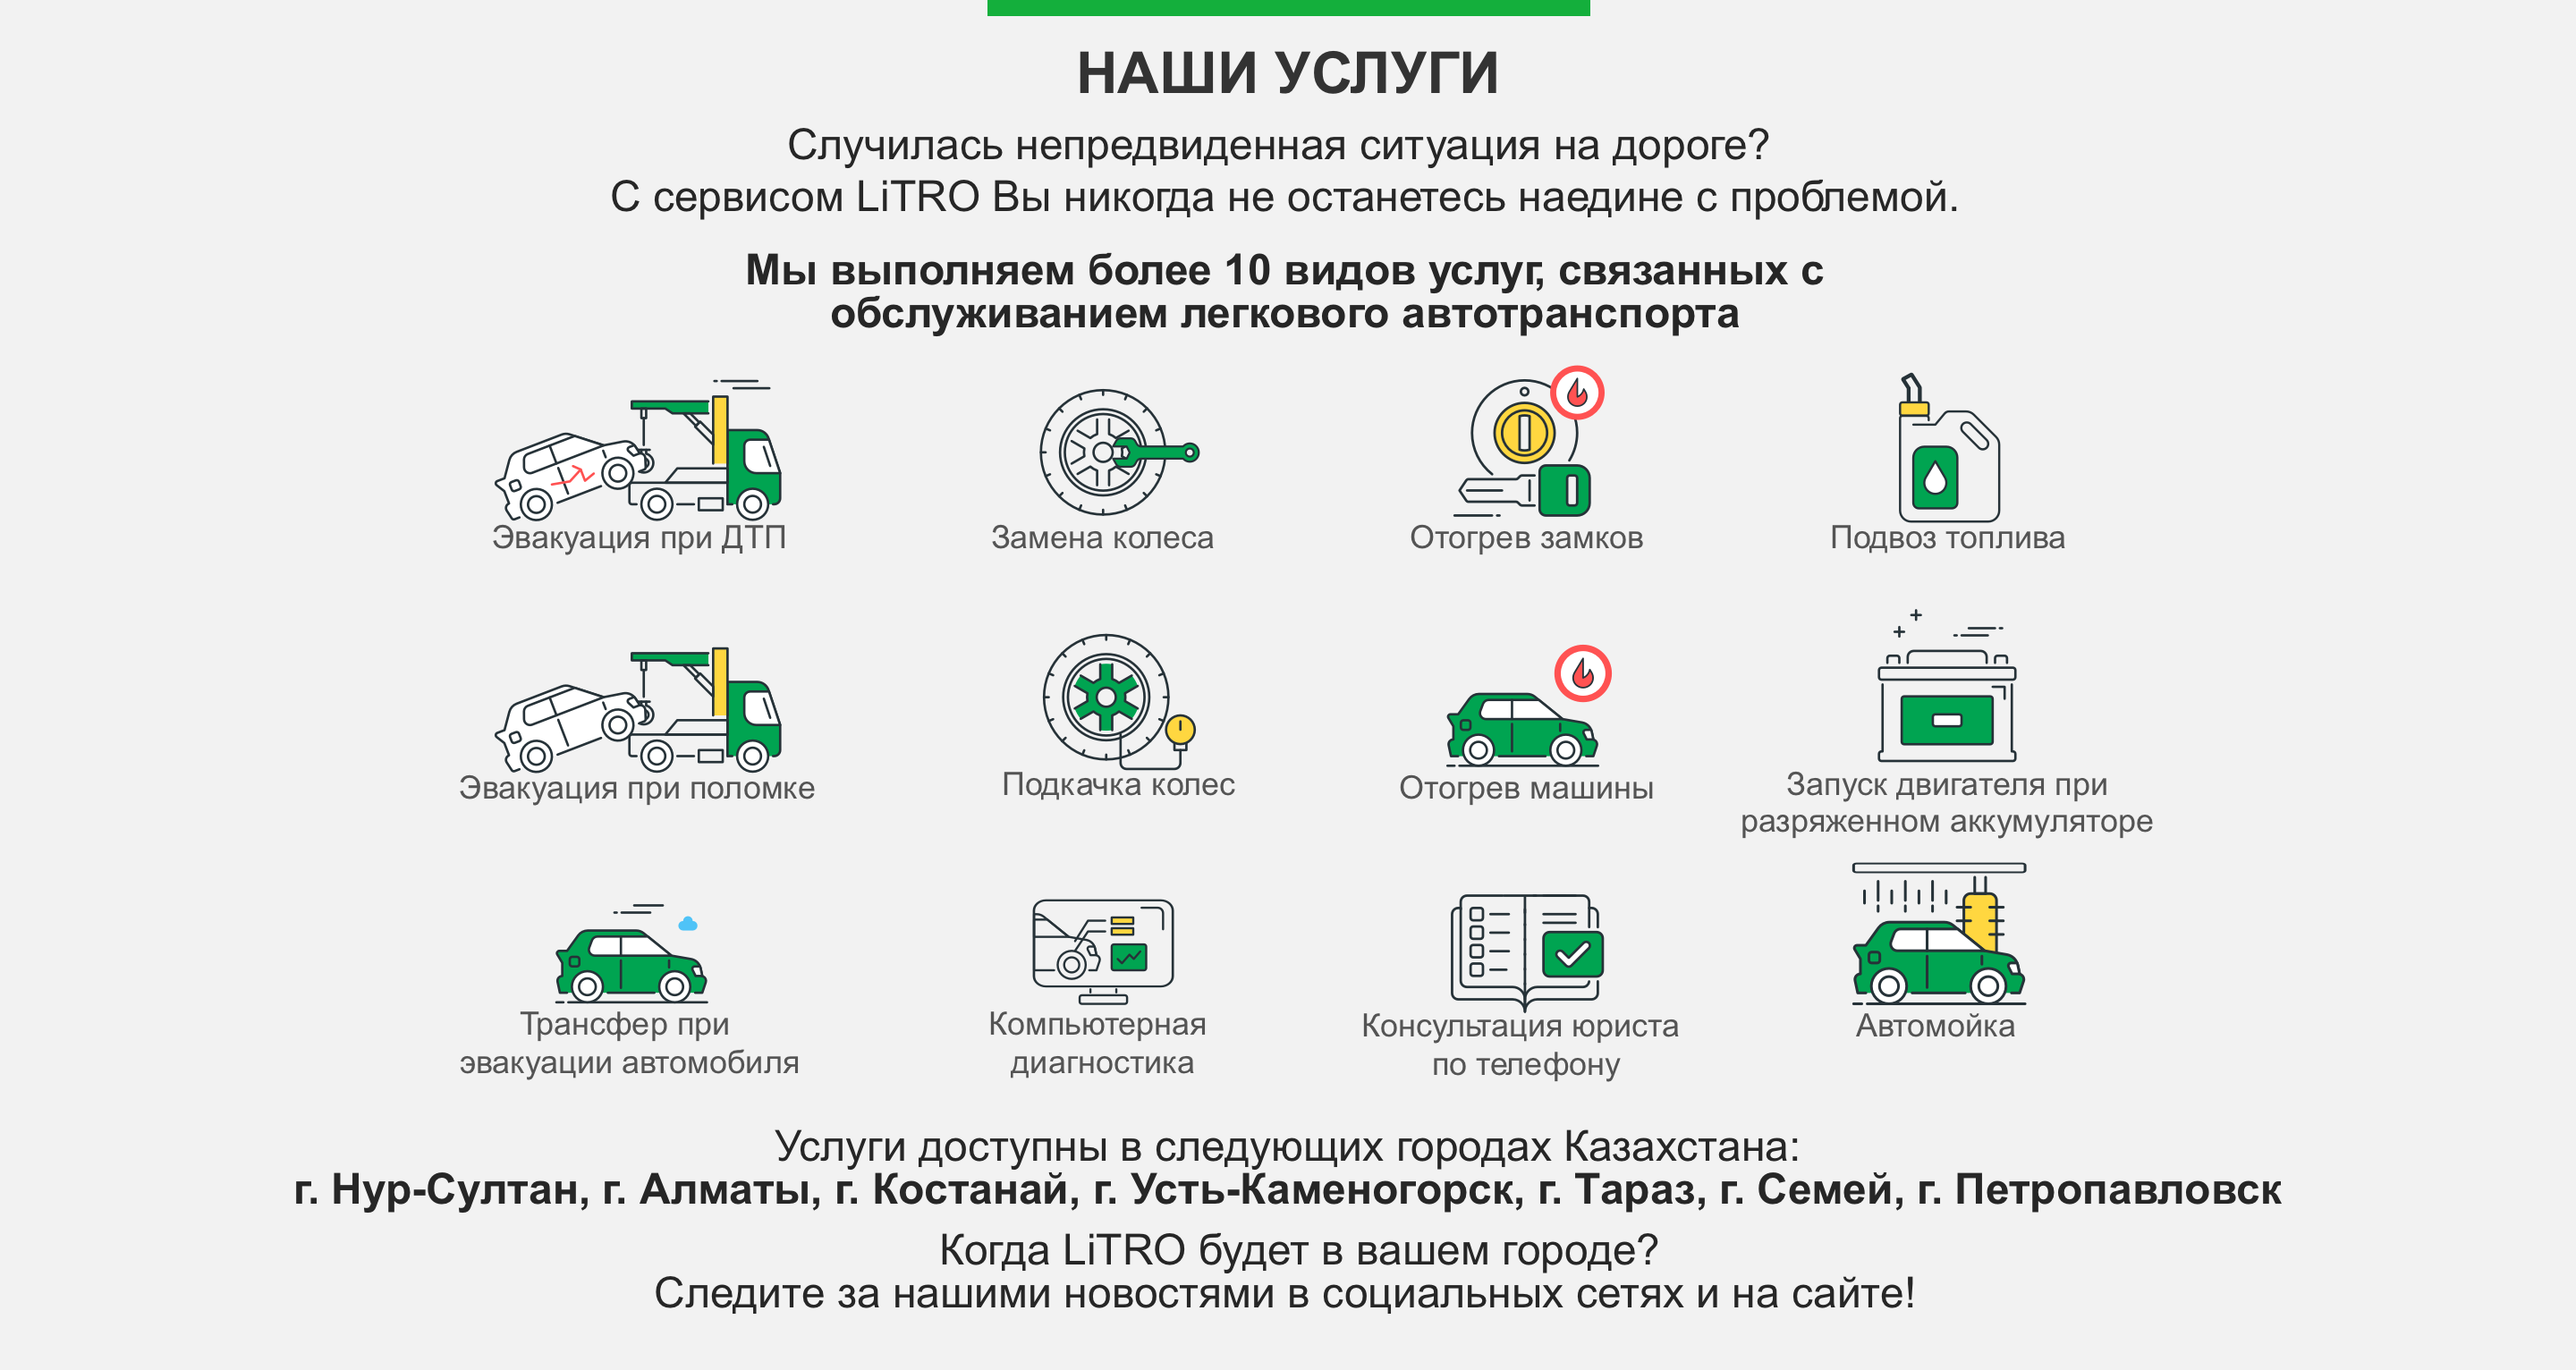 НАШИ УСЛУГИ
Случилась непредвиденная ситуация на дороге?
С сервисом LiTRO Вы никогда не останетесь наедине с проблемой.
Мы выполняем более 10 видов услуг, связанных с
обслуживанием легкового автотранспорта
Эвакуация при ДТП
Замена колеса
Отогрев замков
Подвоз топлива
Эвакуация при поломке
Подкачка колес
Отогрев машины
Запуск двигателя при
разряженном аккумуляторе
Трансфер при
эвакуации автомобиля
Компьютерная
диагностика
Консультация юриста
по телефону
Автомойка
Услуги доступны в следующих городах Казахстана:
г. Нур-Султан, г. Алматы, г. Костанай, г. Усть-Каменогорск, г. Тараз, г. Семей, г. Петропавловск
Когда LiTRO будет в вашем городе?
Следите за нашими новостями в социальных сетях и на сайте!